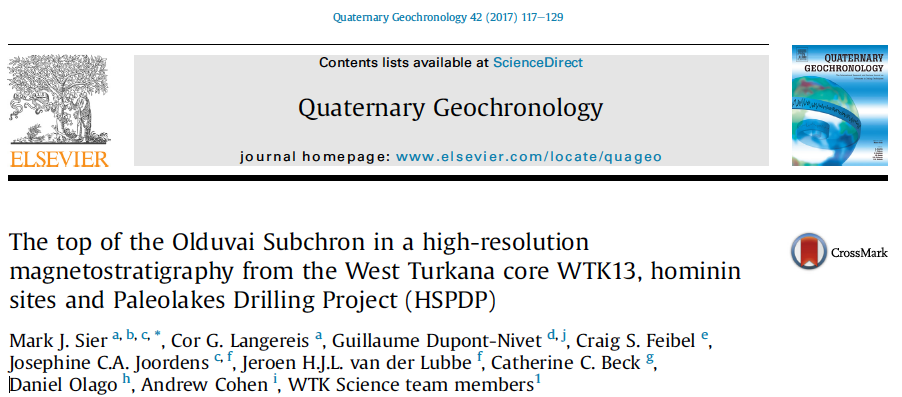 Quaternary Geochronology 42 (2017) 117–129
Contents lists available at ScienceDirect
Quaternary Geochronology
journal homepage: www.elsevier.com/locate/quageo
ELSEVIER
QUATERNARY
GEOCHRONOLOGY
The top of the Olduvai Subchron in a high-resolution
magnetostratigraphy from the West Turkana core WTK13, hominin
sites and Paleolakes Drilling Project (HSPDP)
CrossMark
Mark J. Sier a, b, c, *, Cor G. Langereis a, Guillaume Dupont-Nivet d, j, Craig S. Feibel e,
Josephine C.A. Joordens c, f, Jeroen H.J.L. van der Lubbe f, Catherine C. Beck g,
Daniel Olago h, Andrew Cohen i, WTK Science team members1